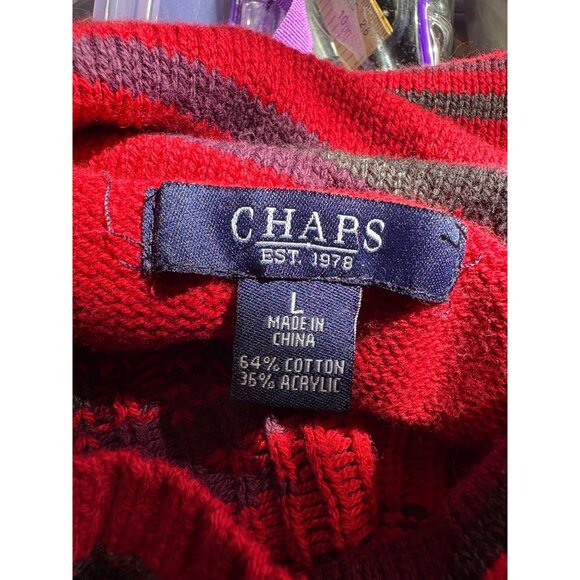 CHAPS
EST. 1978
L
MADE IN
CHINA
64% COTTON
36% ACRYLIC